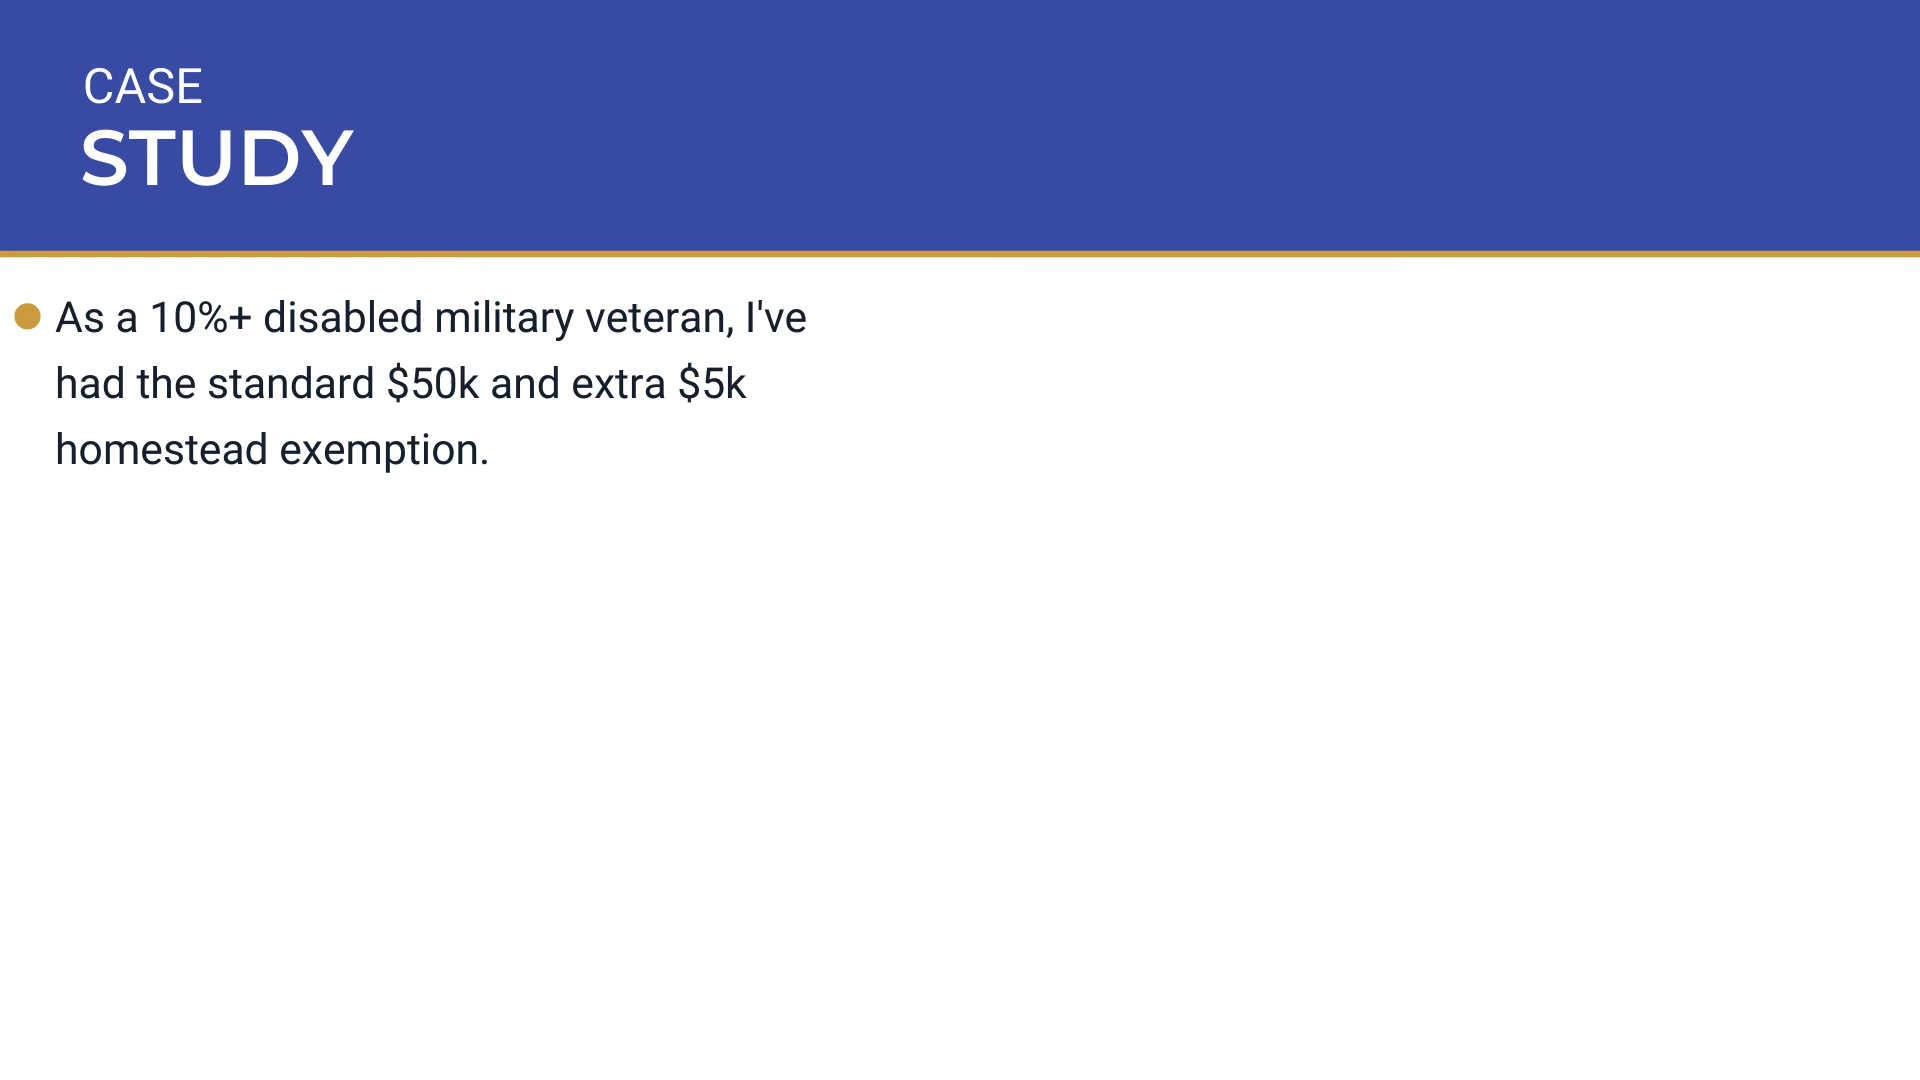 CASE
STUDY
As a 10%+ disabled military veteran, I've
had the standard $50k and extra $5k
homestead exemption.